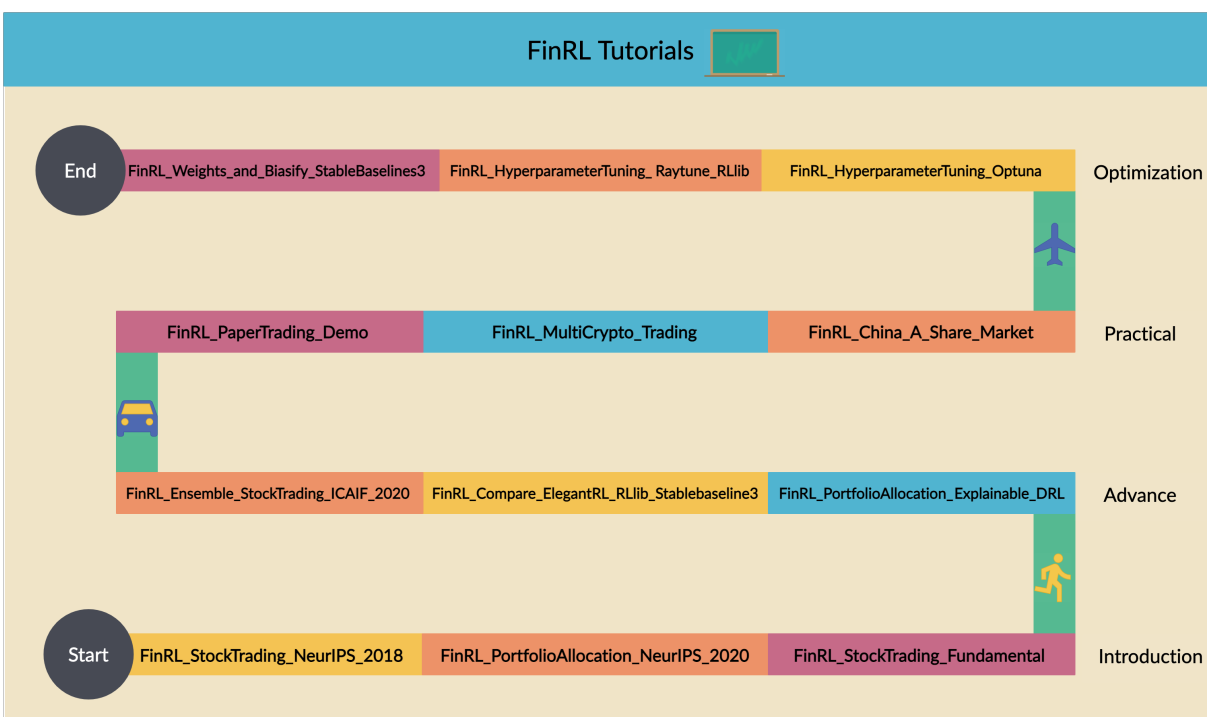 FinRL Tutorials
End
FinRL_Weights_and_Biasify_StableBaselines3
FinRL_HyperparameterTuning_ Raytune_RLlib
FinRL_HyperparameterTuning_Optuna
Optimization
FinRL_PaperTrading_Demo
FinRL_MultiCrypto_Trading
FinRL_China_A_Share_Market
Practical
FinRL_Ensemble_StockTrading_ICAIF_2020
FinRL_Compare_ElegantRL_RLlib_Stablebaseline3
FinRL_PortfolioAllocation_Explainable_DRL
Advance
Start
FinRL_StockTrading_NeurIPS_2018
FinRL_PortfolioAllocation_NeurIPS_2020
FinRL_StockTrading_Fundamental
Introduction